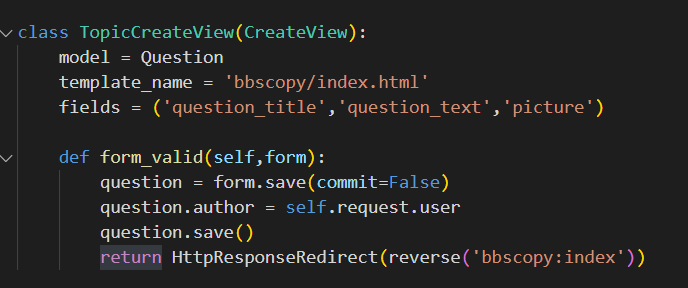 class TopicCreateView(CreateView):
    model = Question
    template_name = 'bbscopy/index.html'
    fields = ('question_title','question_text','picture')
    def form_valid(self,form):
        question = form.save(commit=False)
        question.author = self.request.user
        question.save()
        return HttpResponseRedirect(reverse('bbscopy:index'))